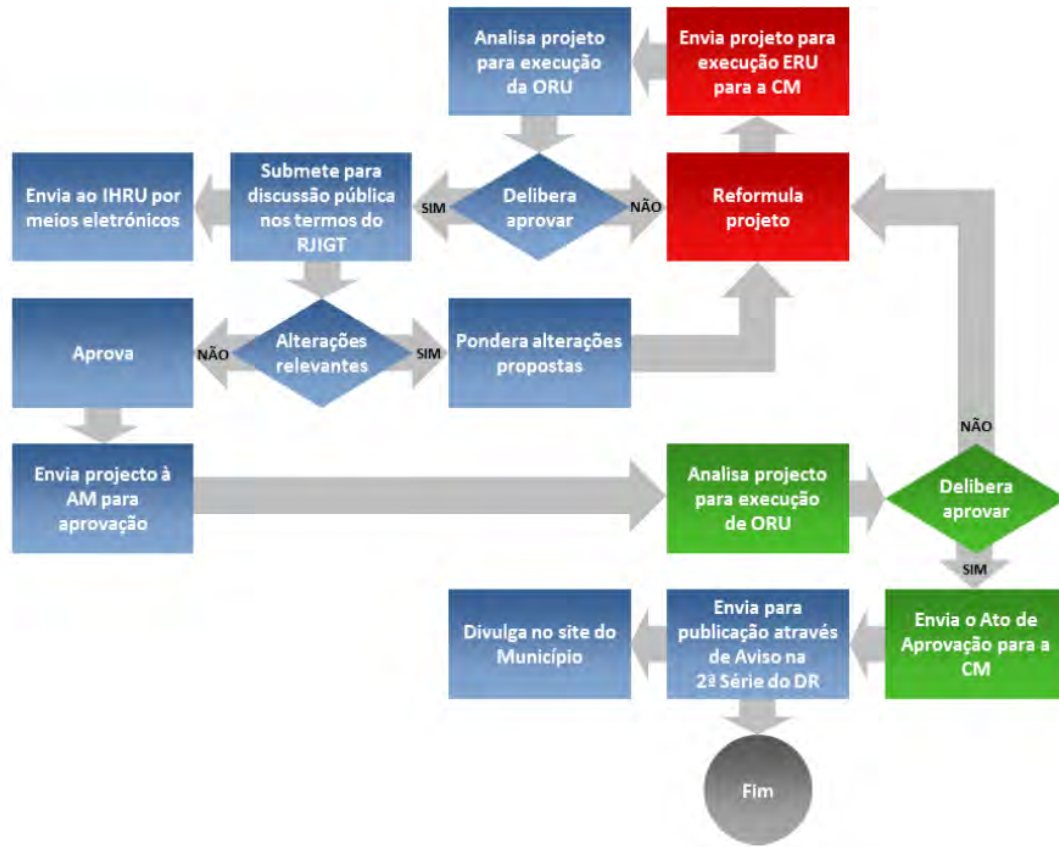 Analisa projeto
para execução
da ORU
Envia projeto para
execução ERU
para a CM
Envia ao IHRU por
meios eletrónicos
Submete para
discussão pública
nos termos do
RJIGT
SIM
Delibera
aprovar
NÃO
Reformula
projeto
Aprova
NÃO
Alterações
relevantes
SIM
Pondera alterações
propostas
NÃO
Envia projecto à
AM para
aprovação
Analisa projecto
para execução
de ORU
Delibera
aprovar
SIM
Divulga no site do
Município
Envia para
publicação através
de Aviso na
2ª Série do DR
Envia o Ato de
Aprovação para a
CM
Fim